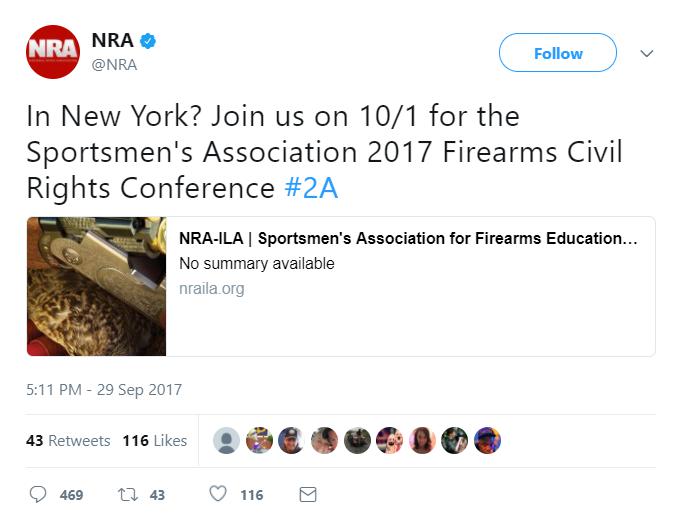 NRA
NRA
@NRA
Follow
In New York? Join us on 10/1 for the
Sportsmen's Association 2017 Firearms Civil
Rights Conference #2A
NRA-ILA | Sportsmen's Association for Firearms Education...
No summary available
nraila.org
5:11 PM - 29 Sep 2017
43 Retweets 116 Likes
469 43 116